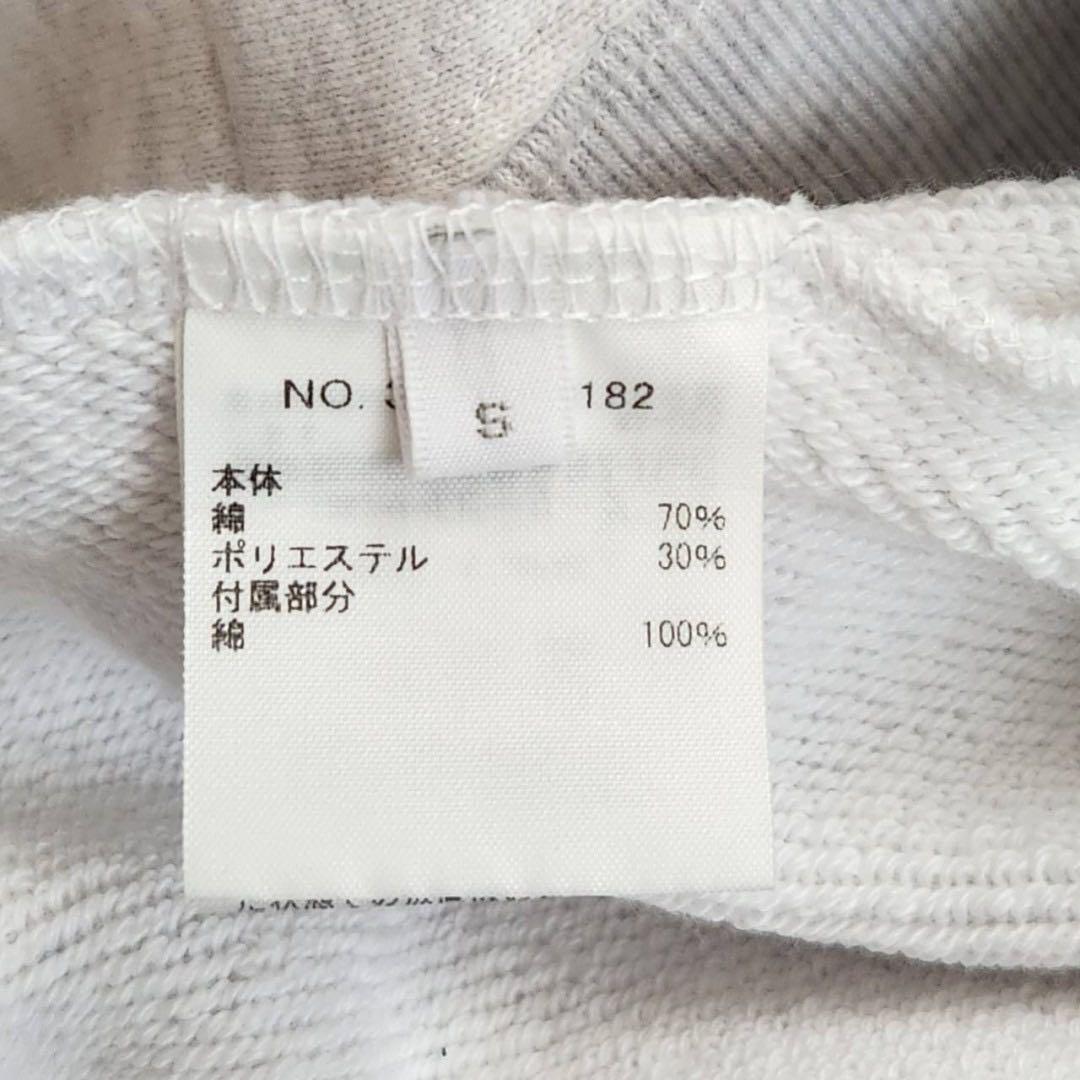 NO. 182
S
本体
綿 70%
ポリエステル 30%
付属部分
綿 100%